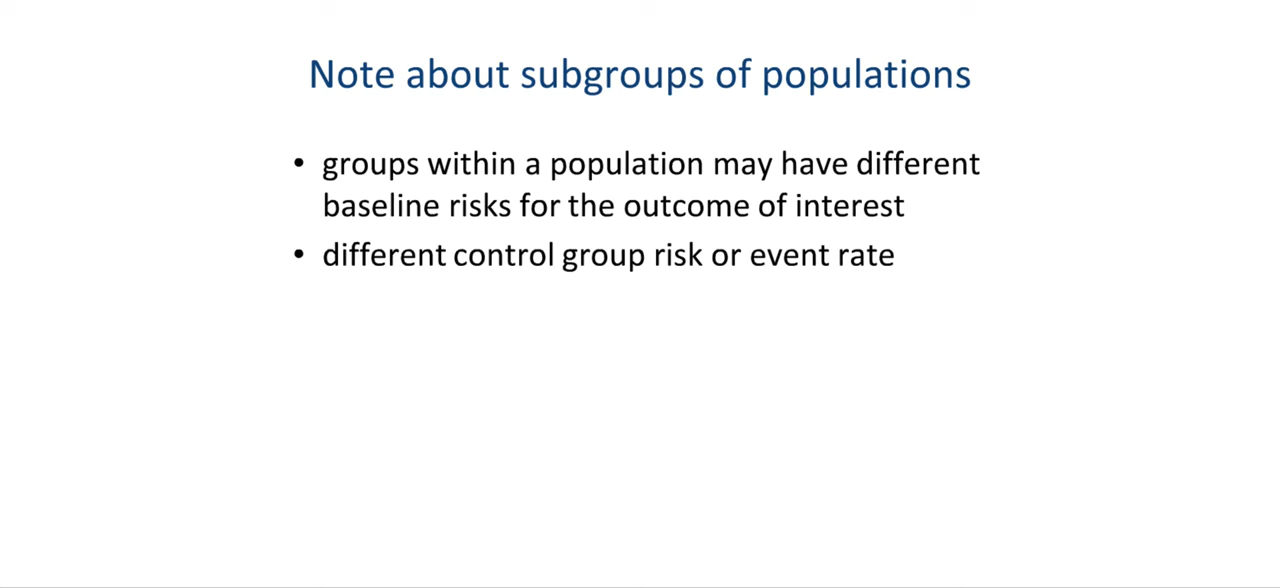 Note about subgroups of populations
• groups within a population may have different
baseline risks for the outcome of interest
• different control group risk or event rate